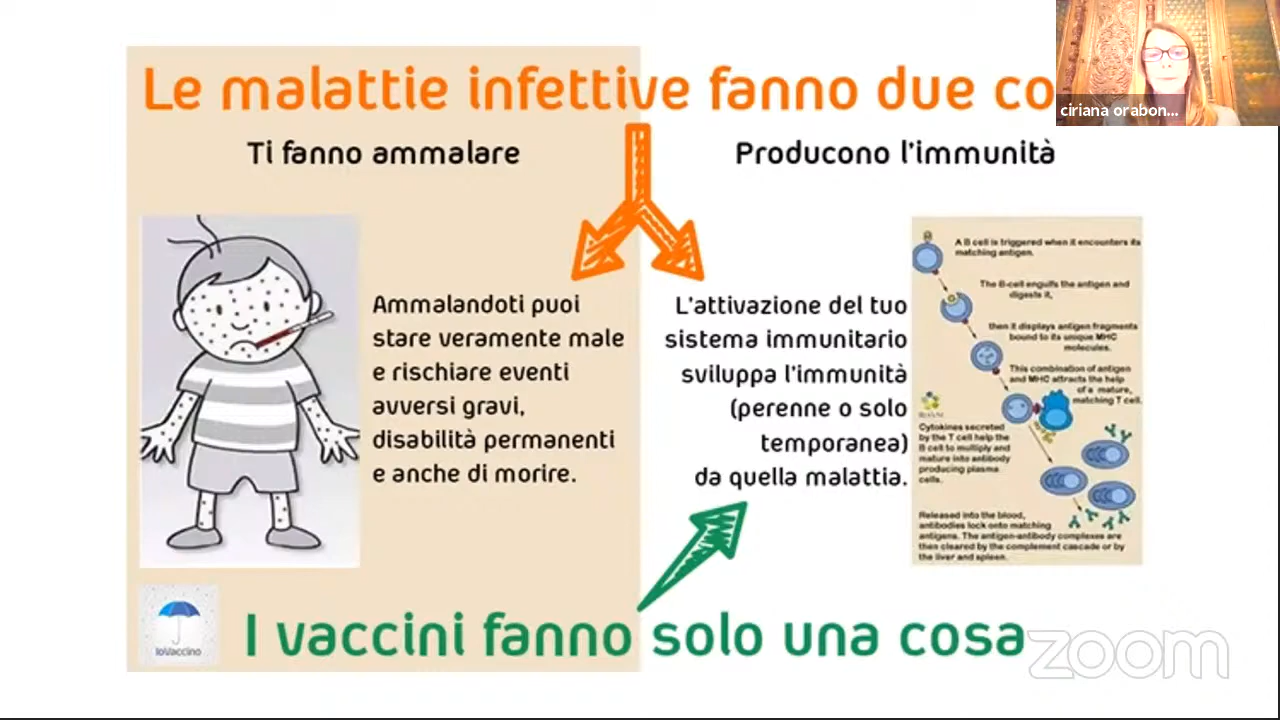 Le malattie infettive fanno due co
ciriana orabon...
Ti fanno ammalare
Producono l'immunità
Ammalandoti puoi
stare veramente male
e rischiare eventi
avversi gravi,
disabilità permanenti
e anche di morire.
L'attivazione del tuo
sistema immunitario
sviluppa l'immunità
(perenne o solo
temporanea)
da quella malattia.
B
A B cell is triggered when it encounters its
matching antigen.
The B-cell engulfs the antigen and
digests it,
then it displays antigen fragments
bound to its unique MHC
molecules.
This combination of antigen
and MHC attracts the help
of a mature,
matching T cell.
Cytokines secreted
by the T cell help the
B cell to multiply and
mature into antibody
producing plasma
cells.
Released into the blood,
antibodies lock onto matching
antigens. The antigen-antibody complexes are
then cleared by the complement cascade or by
the liver and spleen.
IoVaccino
I vaccini fanno solo una cosa
zoom